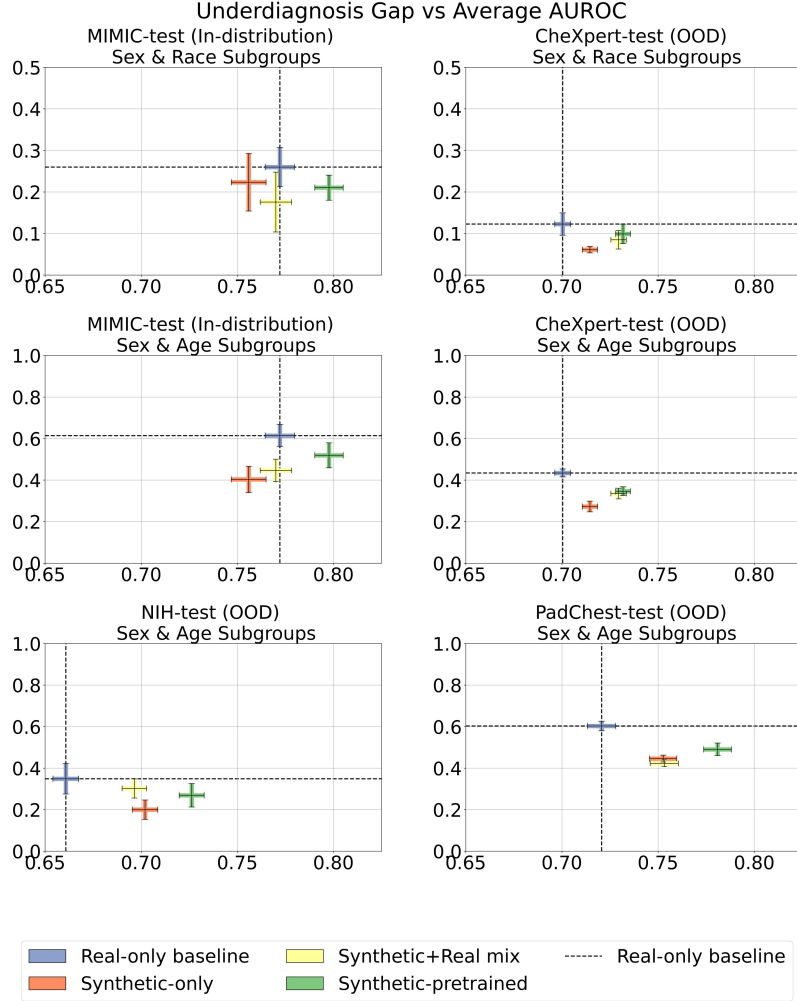 Underdiagnosis Gap vs Average AUROC
MIMIC-test (In-distribution)
Sex & Race Subgroups
0.5
0.4
0.3
0.2
0.1
0.0
0.65 0.70 0.75 0.80
CheXpert-test (OOD)
Sex & Race Subgroups
0.5
0.4
0.3
0.2
0.1
0.0
0.65 0.70 0.75 0.80
MIMIC-test (In-distribution)
Sex & Age Subgroups
1.0
0.8
0.6
0.4
0.2
0.0
0.65 0.70 0.75 0.80
CheXpert-test (OOD)
Sex & Age Subgroups
1.0
0.8
0.6
0.4
0.2
0.0
0.65 0.70 0.75 0.80
NIH-test (OOD)
Sex & Age Subgroups
1.0
0.8
0.6
0.4
0.2
0.0
0.65 0.70 0.75 0.80
PadChest-test (OOD)
Sex & Age Subgroups
1.0
0.8
0.6
0.4
0.2
0.0
0.65 0.70 0.75 0.80
Real-only baseline Synthetic+Real mix Real-only baseline
Synthetic-only Synthetic-pretrained